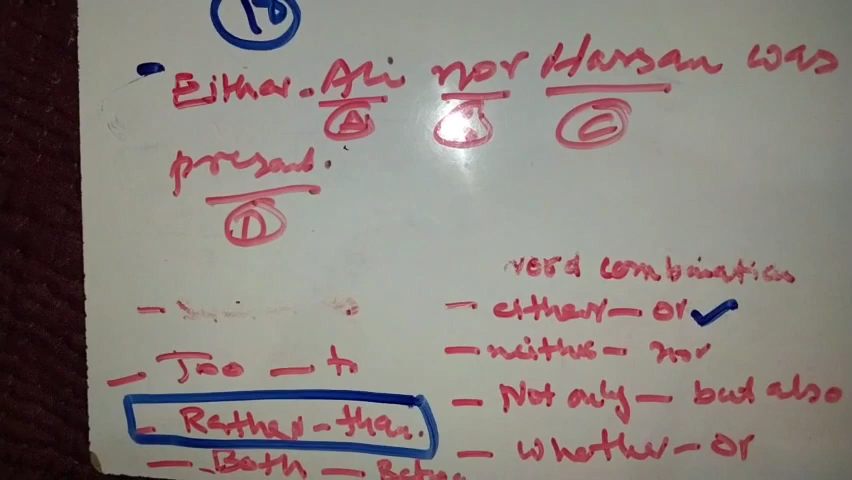 18
Either Ali nor Hassan was
A C
present.
D
word combination
- either - or ✓
- Too - to
- neither - nor
- Rather - than.
- Not only - but also
- Both -
- whether - or